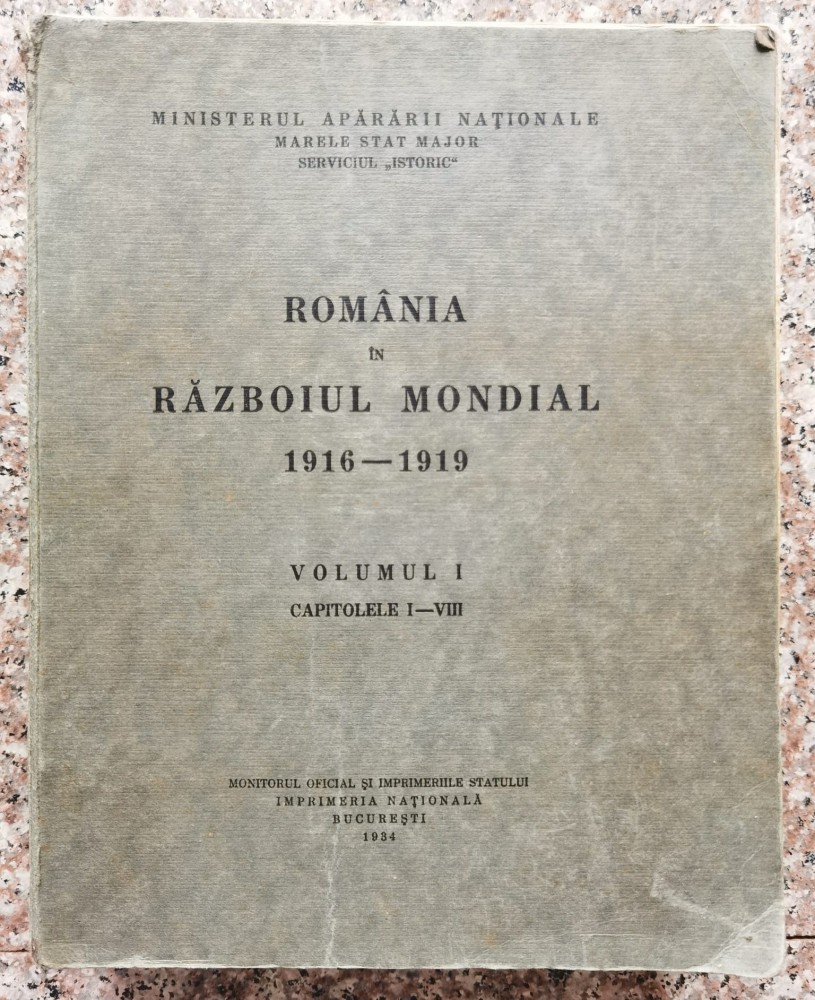 MINISTERUL APĂRĂRII NAȚIONALE
MARELE STAT MAJOR
SERVICIUL „ISTORIC“
ROMÂNIA
ÎN
RĂZBOIUL MONDIAL
1916—1919
VOLUMUL I
CAPITOLELE I—VIII
MONITORUL OFICIAL ȘI IMPRIMERIILE STATULUI
IMPRIMERIA NAȚIONALĂ
BUCUREȘTI
1934